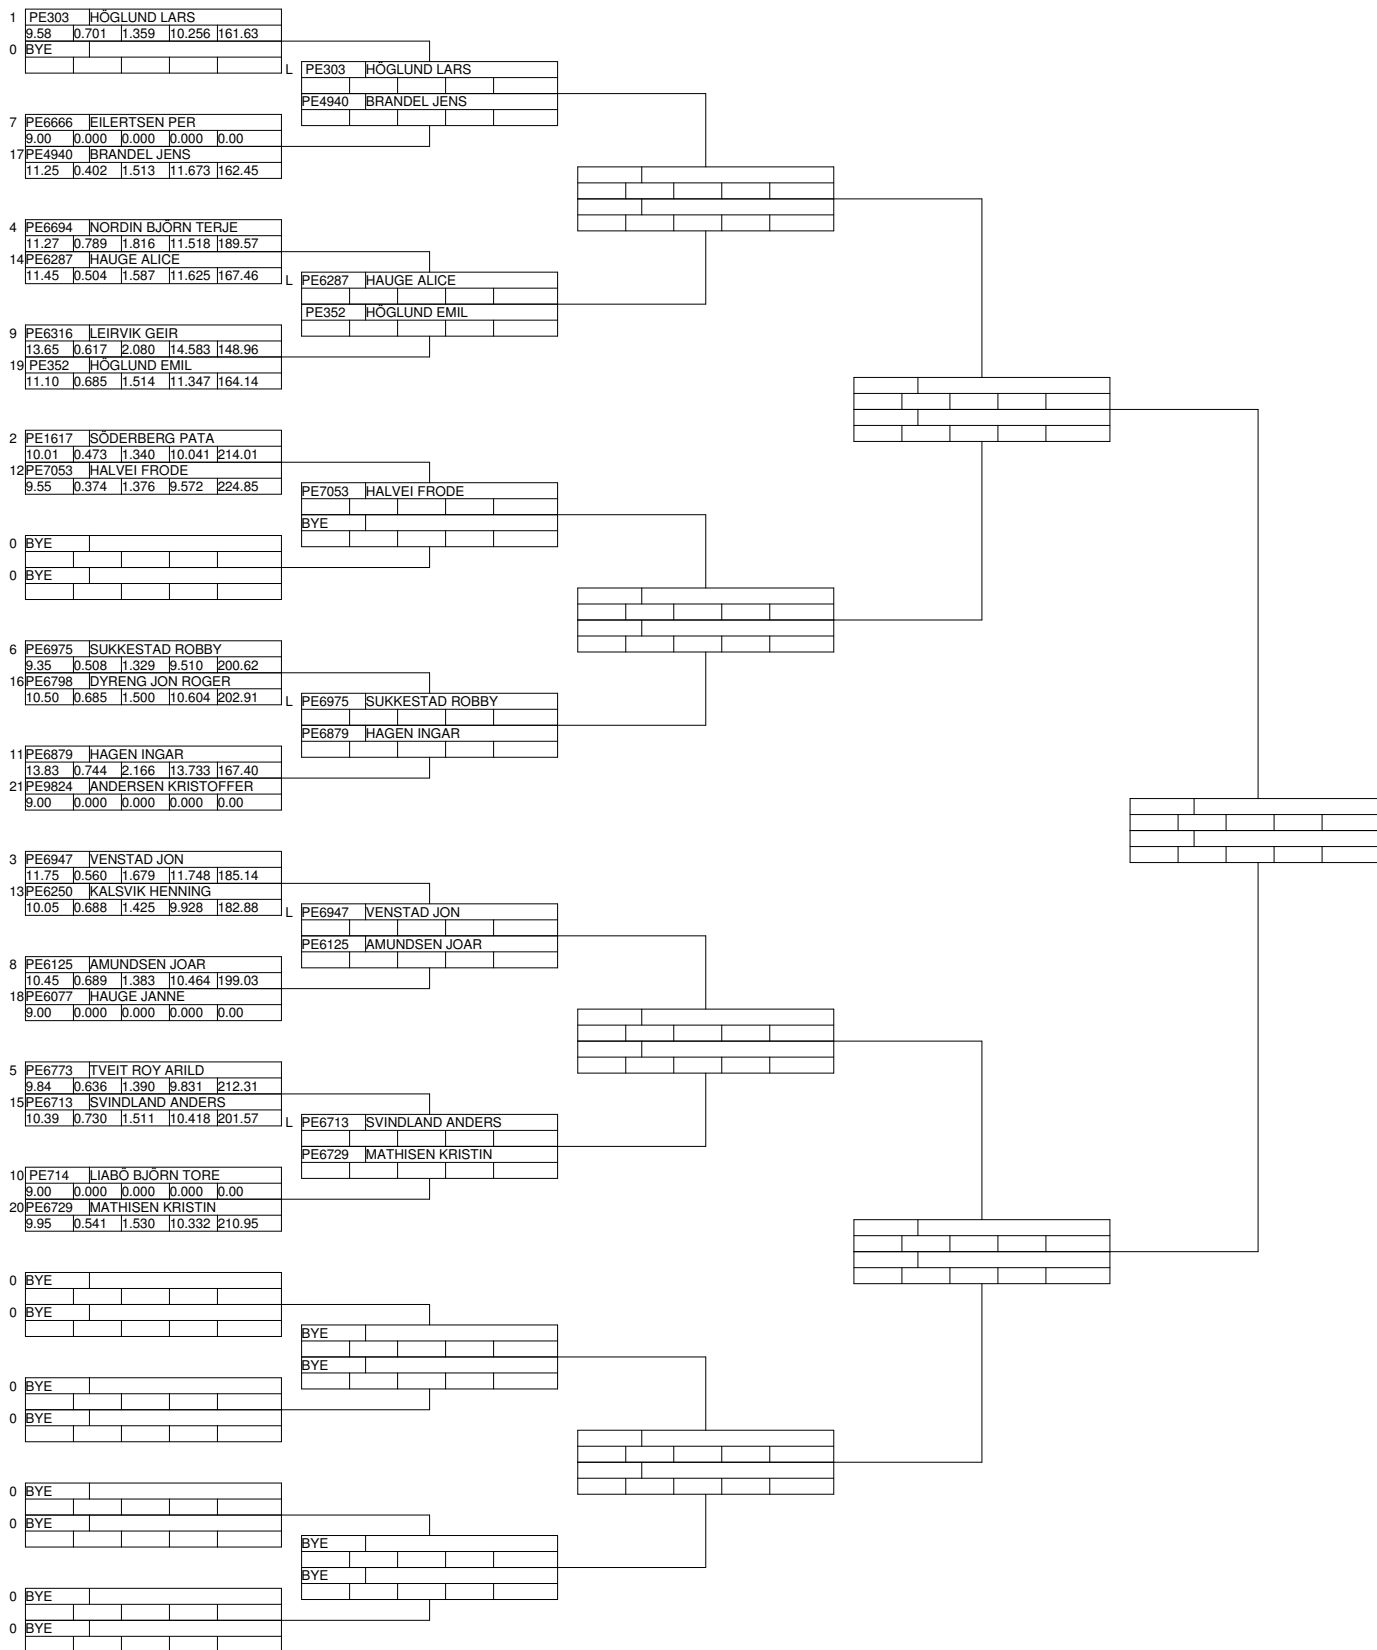 1 PE303 HÖGLUND LARS
9.58 0.701 1.359 10.256 161.63
0 BYE
L PE303 HÖGLUND LARS
PE4940 BRANDEL JENS
7 PE6666 EILERTSEN PER
9.00 0.000 0.000 0.000 0.00
17 PE4940 BRANDEL JENS
11.25 0.402 1.513 11.673 162.45
4 PE6694 NORDIN BJÖRN TERJE
11.27 0.789 1.816 11.518 189.57
14 PE6287 HAUGE ALICE
11.45 0.504 1.587 11.625 167.46
L PE6287 HAUGE ALICE
PE352 HÖGLUND EMIL
9 PE6316 LEIRVIK GEIR
13.65 0.617 2.080 14.583 148.96
19 PE352 HÖGLUND EMIL
11.10 0.685 1.514 11.347 164.14
2 PE1617 SÖDERBERG PATA
10.01 0.473 1.340 10.041 214.01
12 PE7053 HALVEI FRODE
9.55 0.374 1.376 9.572 224.85
PE7053 HALVEI FRODE
BYE
0 BYE
0 BYE
6 PE6975 SUKKESTAD ROBBY
9.35 0.508 1.329 9.510 200.62
16 PE6798 DYRENG JON ROGER
10.50 0.685 1.500 10.604 202.91
L PE6975 SUKKESTAD ROBBY
PE6879 HAGEN INGAR
11 PE6879 HAGEN INGAR
13.83 0.744 2.166 13.733 167.40
21 PE9824 ANDERSEN KRISTOFFER
9.00 0.000 0.000 0.000 0.00
3 PE6947 VENSTAD JON
11.75 0.560 1.679 11.748 185.14
13 PE6250 KALSVIK HENNING
10.05 0.688 1.425 9.928 182.88
L PE6947 VENSTAD JON
PE6125 AMUNDSEN JOAR
8 PE6125 AMUNDSEN JOAR
10.45 0.689 1.383 10.464 199.03
18 PE6077 HAUGE JANNE
9.00 0.000 0.000 0.000 0.00
5 PE6773 TVEIT ROY ARILD
9.84 0.636 1.390 9.831 212.31
15 PE6713 SVINDLAND ANDERS
10.39 0.730 1.511 10.418 201.57
L PE6713 SVINDLAND ANDERS
PE6729 MATHISEN KRISTIN
10 PE714 LIABÖ BJÖRN TORE
9.00 0.000 0.000 0.000 0.00
20 PE6729 MATHISEN KRISTIN
9.95 0.541 1.530 10.332 210.95
0 BYE
0 BYE
BYE
BYE
0 BYE
0 BYE
0 BYE
0 BYE
BYE
BYE
0 BYE
0 BYE